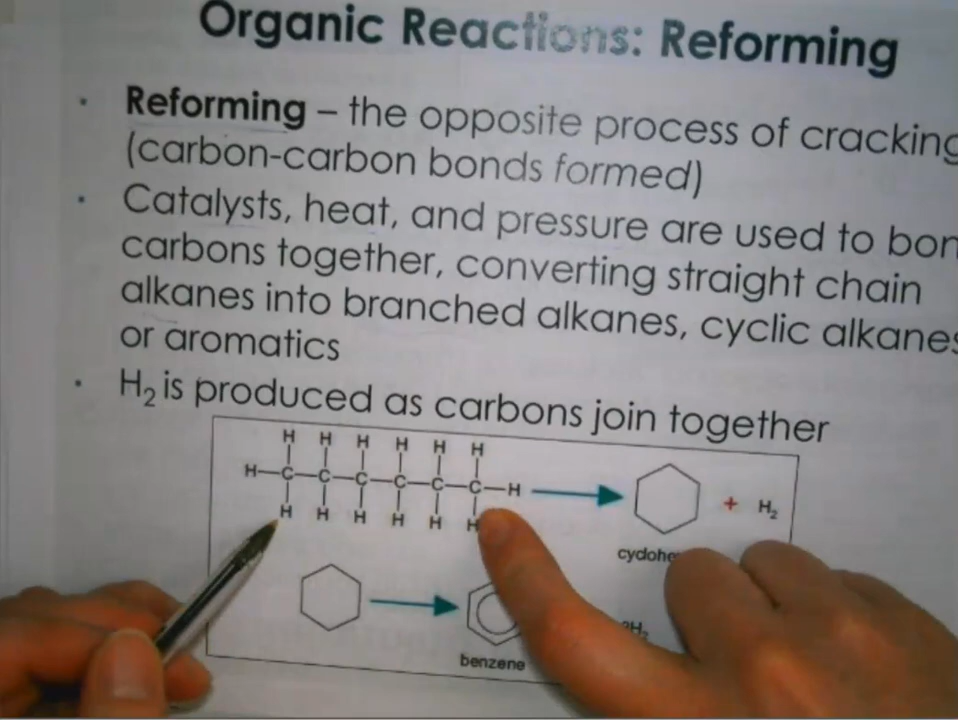 Organic Reactions: Reforming
• Reforming – the opposite process of cracking
(carbon-carbon bonds formed)
• Catalysts, heat, and pressure are used to
carbons together, converting straight chain
alkanes into branched alkanes, cyclic alkanes
or aromatics
• H₂ is produced as carbons join together
H H H H H H
H—C—C—C—C—C—C—H
H H H H H H
+ H₂
benzene